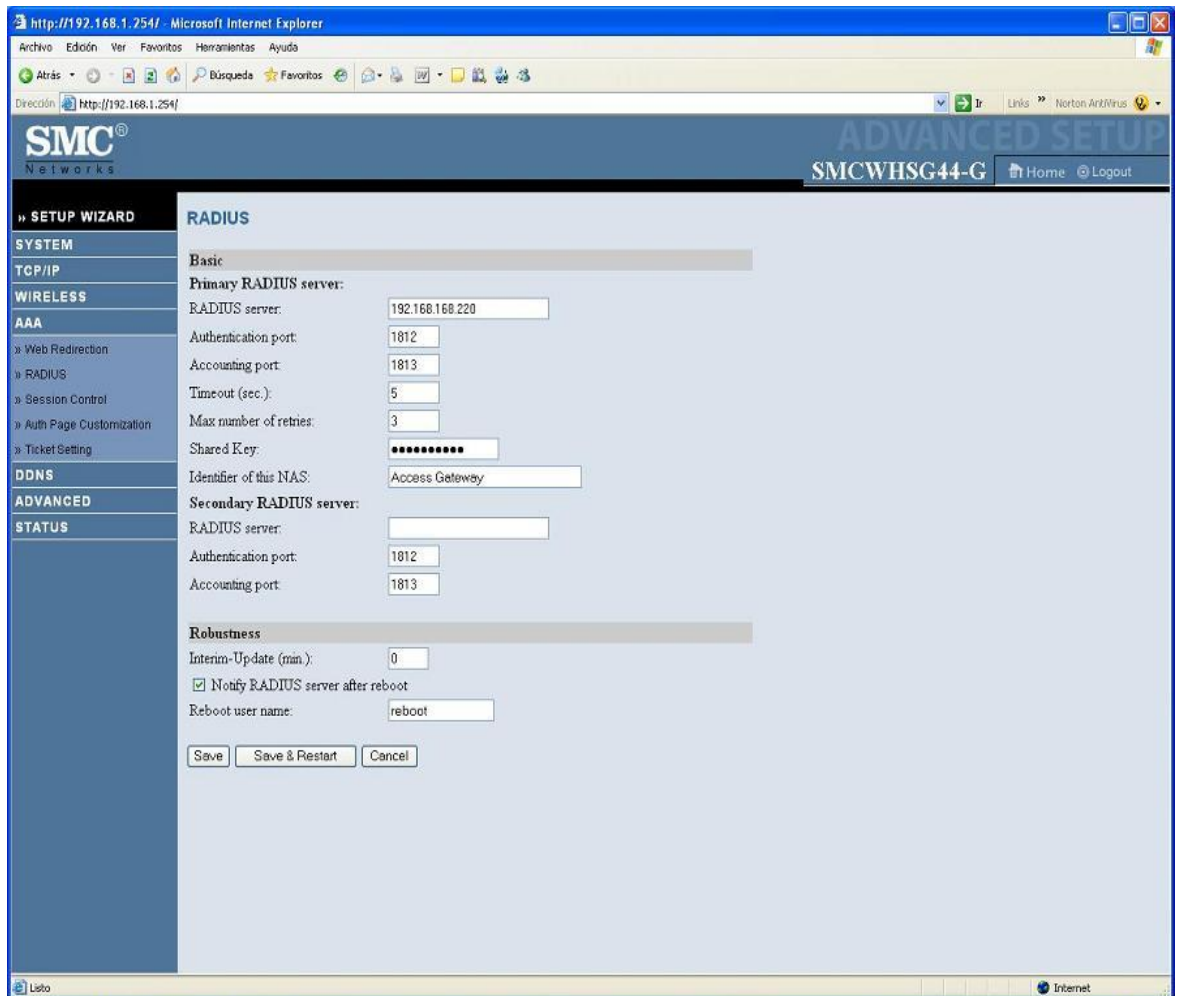 http://192.168.1.254/ - Microsoft Internet Explorer
Archivo Edición Ver Favoritos Herramientas Ayuda
Atrás Búsqueda Favoritos
Dirección http://192.168.1.254/ Ir Links » Norton AntiVirus
SMC®
Networks
ADVANCED SETUP
SMCWHSG44-G Home Logout
» SETUP WIZARD
SYSTEM
TCP/IP
WIRELESS
AAA
» Web Redirection
» RADIUS
» Session Control
» Auth Page Customization
» Ticket Setting
DDNS
ADVANCED
STATUS
RADIUS
Basic
Primary RADIUS server:
RADIUS server: 192.168.168.220
Authentication port: 1812
Accounting port: 1813
Timeout (sec.): 5
Max number of retries: 3
Shared Key: ●●●●●●●●●●
Identifier of this NAS: Access Gateway
Secondary RADIUS server:
RADIUS server:
Authentication port: 1812
Accounting port: 1813
Robustness
Interim-Update (min.): 0
Notify RADIUS server after reboot
Reboot user name: reboot
Save Save & Restart Cancel
Listo Internet